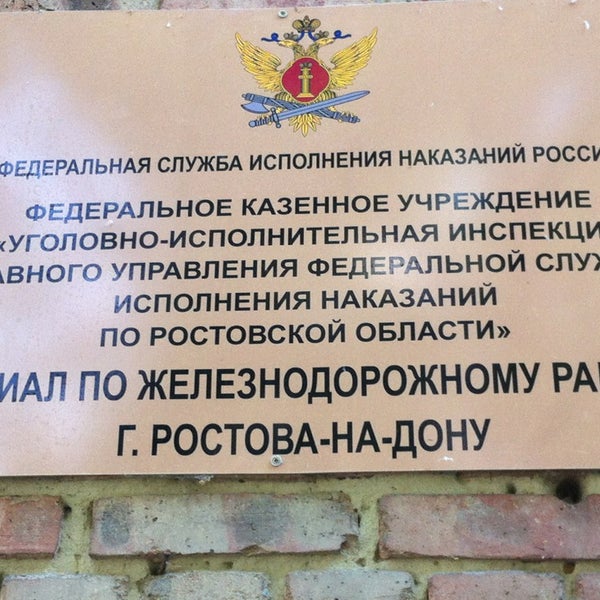 ФЕДЕРАЛЬНАЯ СЛУЖБА ИСПОЛНЕНИЯ НАКАЗАНИЙ РОССИ
ФЕДЕРАЛЬНОЕ КАЗЕННОЕ УЧРЕЖДЕНИЕ
«УГОЛОВНО-ИСПОЛНИТЕЛЬНАЯ ИНСПЕКЦИ
АВНОГО УПРАВЛЕНИЯ ФЕДЕРАЛЬНОЙ СЛУЖ
ИСПОЛНЕНИЯ НАКАЗАНИЙ
ПО РОСТОВСКОЙ ОБЛАСТИ»
ИАЛ ПО ЖЕЛЕЗНОДОРОЖНОМУ РА
Г. РОСТОВА-НА-ДОНУ